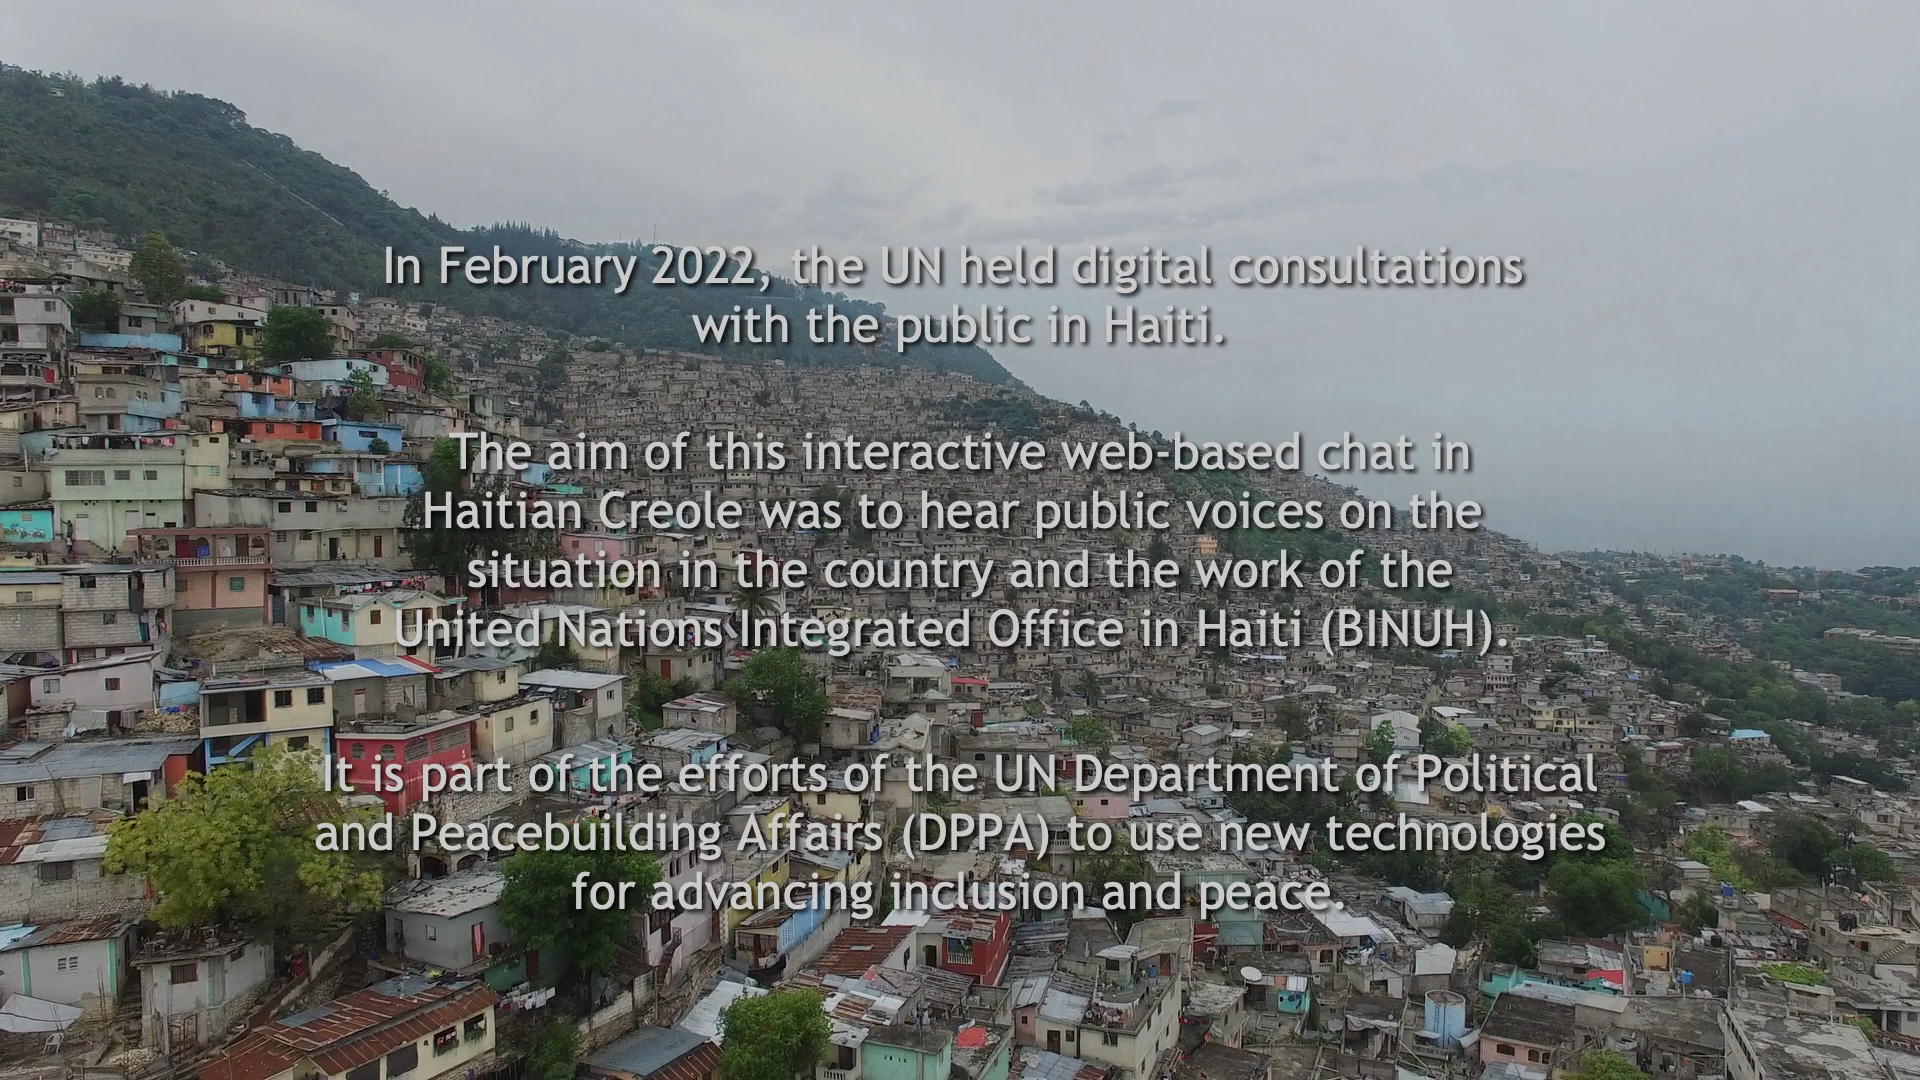 In February 2022, the UN held digital consultations
with the public in Haiti.
The aim of this interactive web-based chat in
Haitian Creole was to hear public voices on the
situation in the country and the work of the
United Nations Integrated Office in Haiti (BINUH).
It is part of the efforts of the UN Department of Political
and Peacebuilding Affairs (DPPA) to use new technologies
for advancing inclusion and peace.